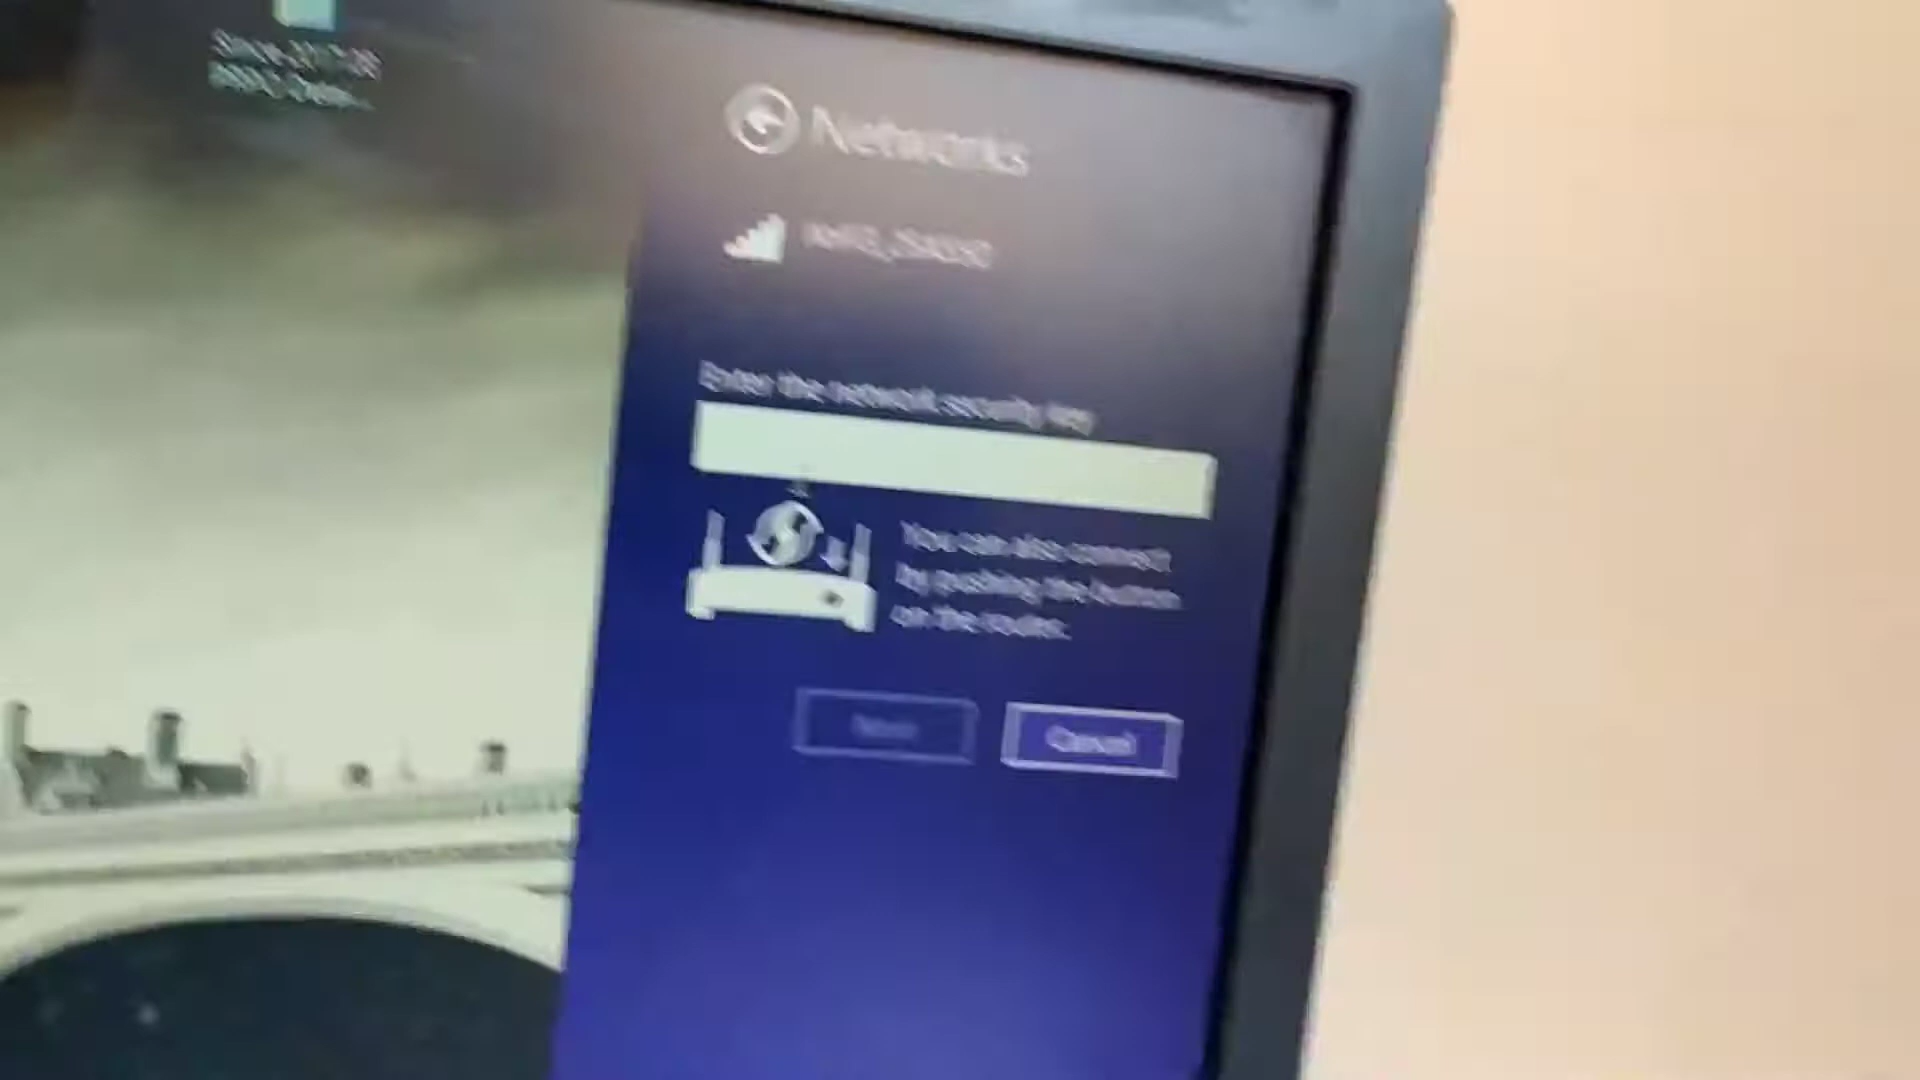 Networks
Enter the network security key
You can also connect
by pushing the button
on the router.
Next
Cancel